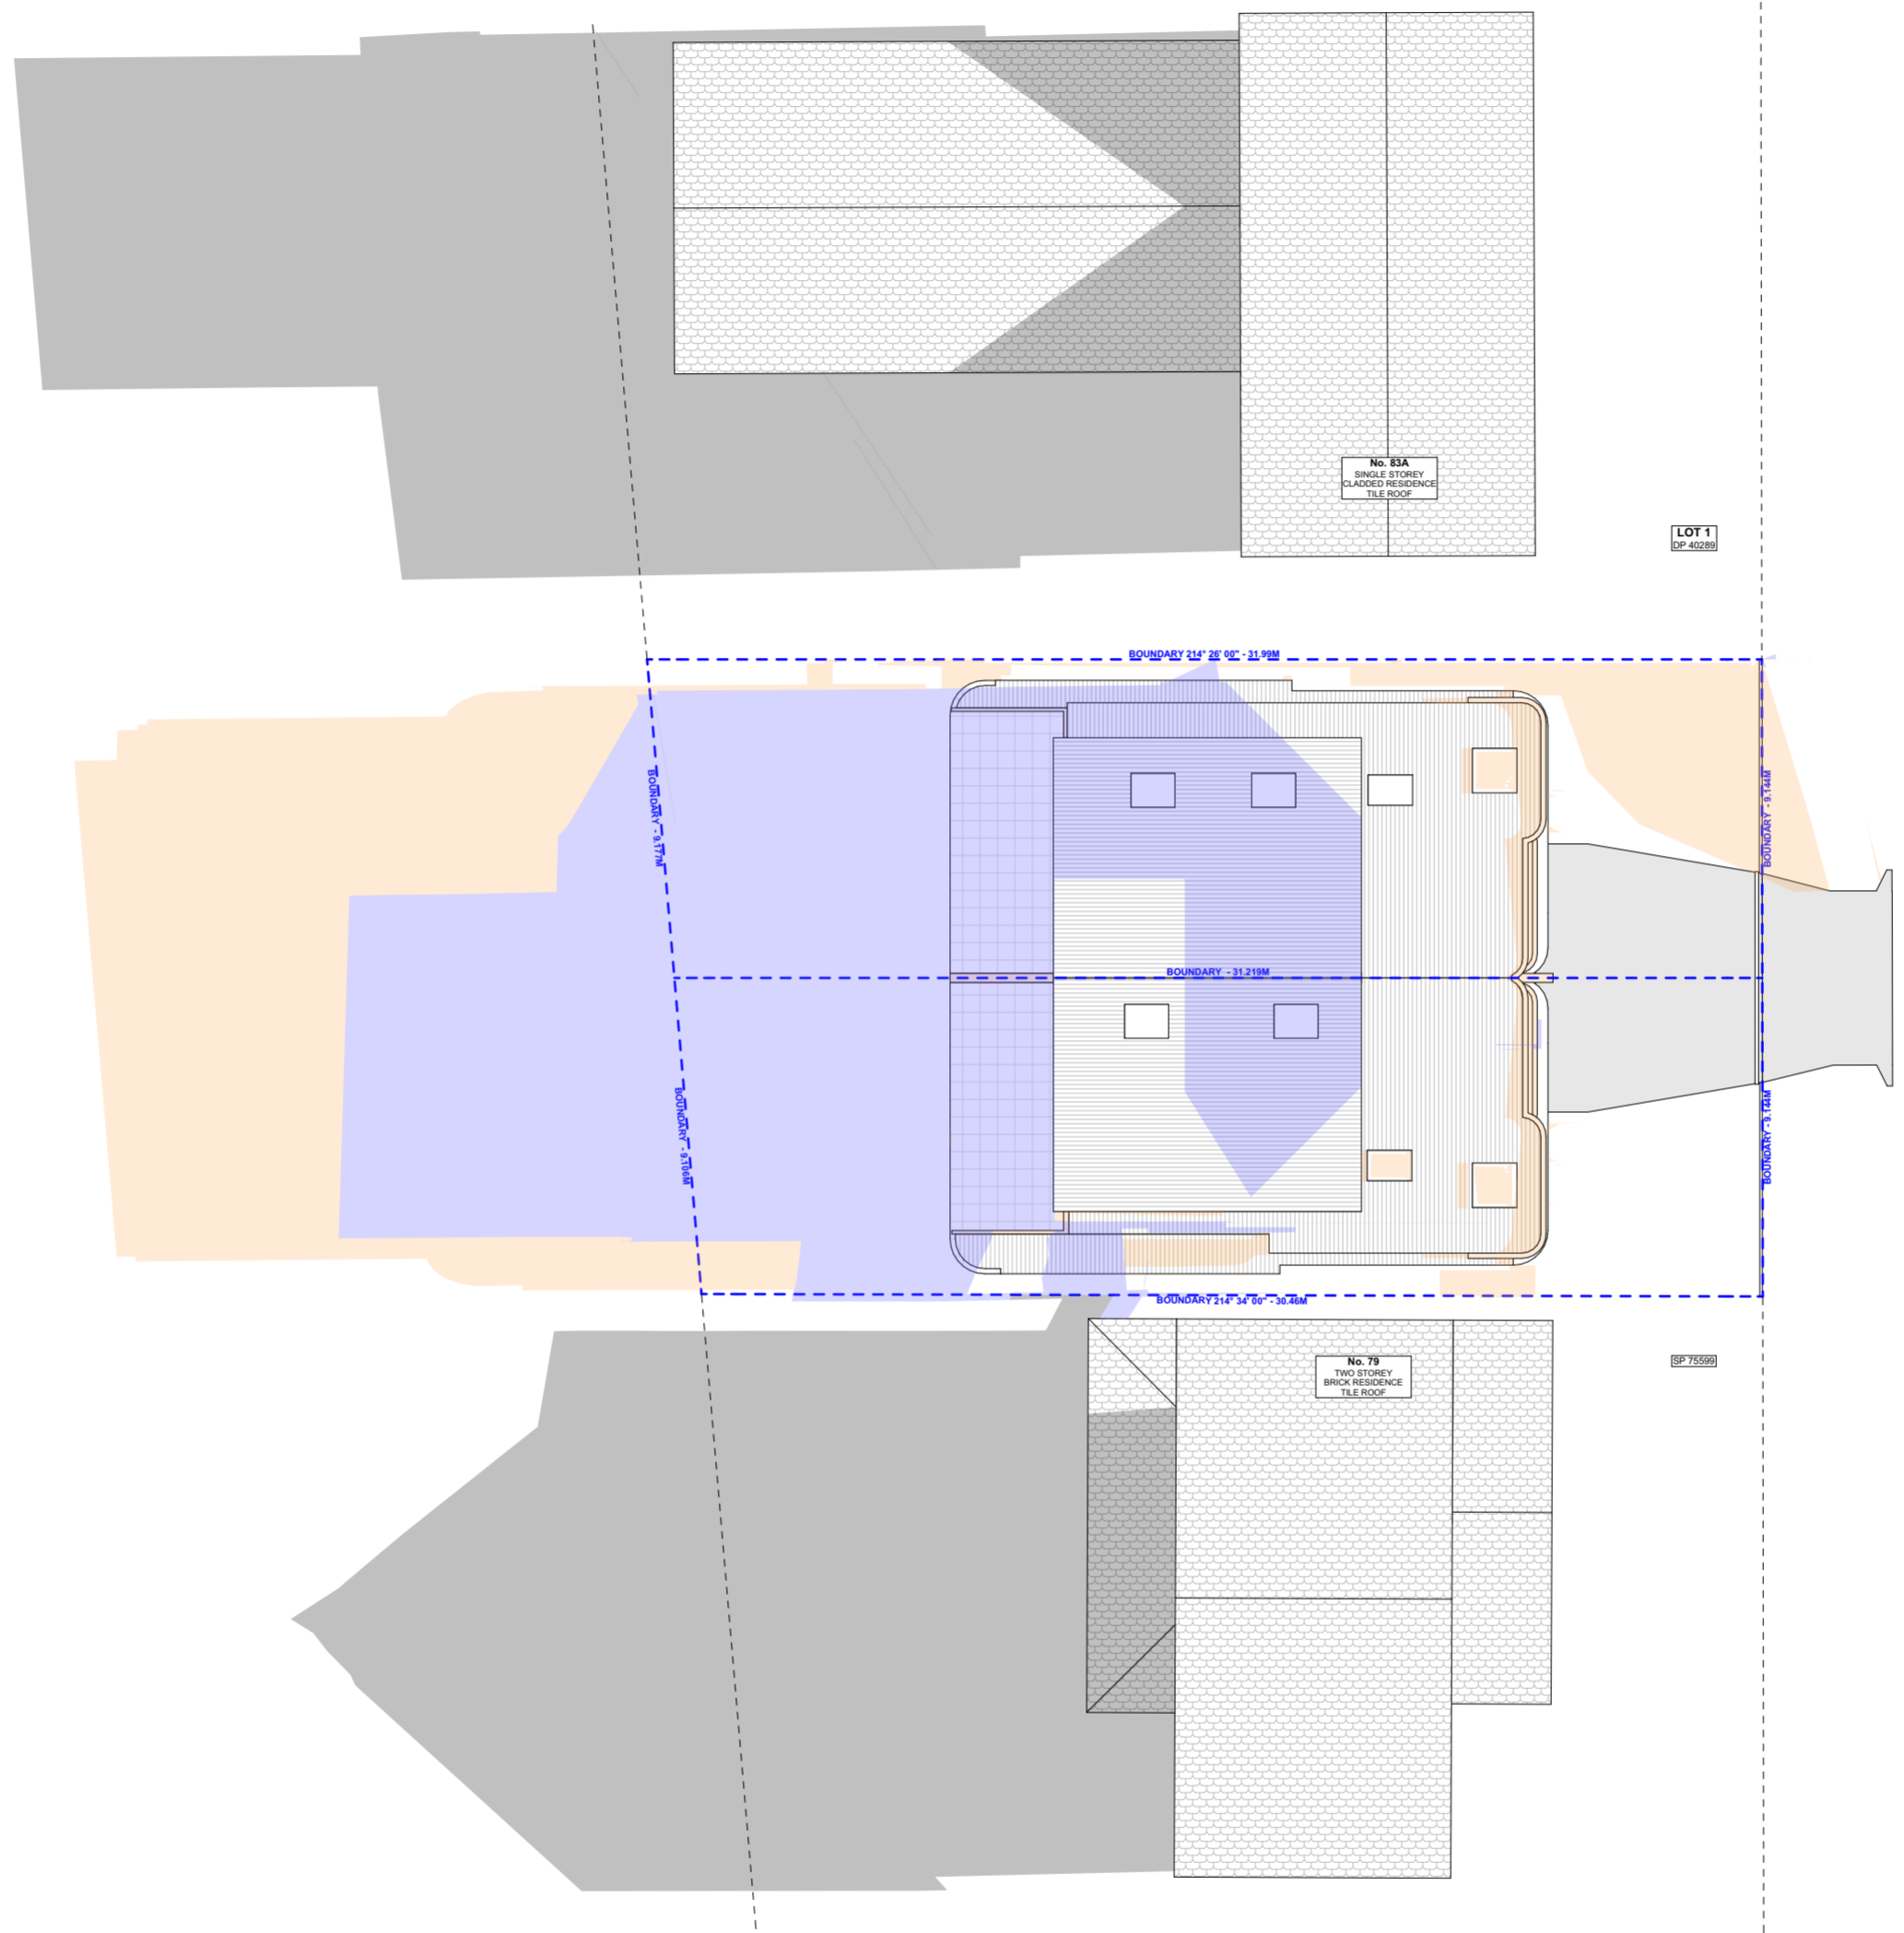 No. 83A
SINGLE STOREY
CLADDED RESIDENCE
TILE ROOF
LOT 1
DP 40289
BOUNDARY 214° 26' 00" - 31.99M
BOUNDARY - 9.177M
BOUNDARY - 9.144M
BOUNDARY - 31.219M
BOUNDARY - 9.106M
BOUNDARY - 9.144M
BOUNDARY 214° 34' 00" - 30.46M
No. 79
TWO STOREY
BRICK RESIDENCE
TILE ROOF
SP 75599